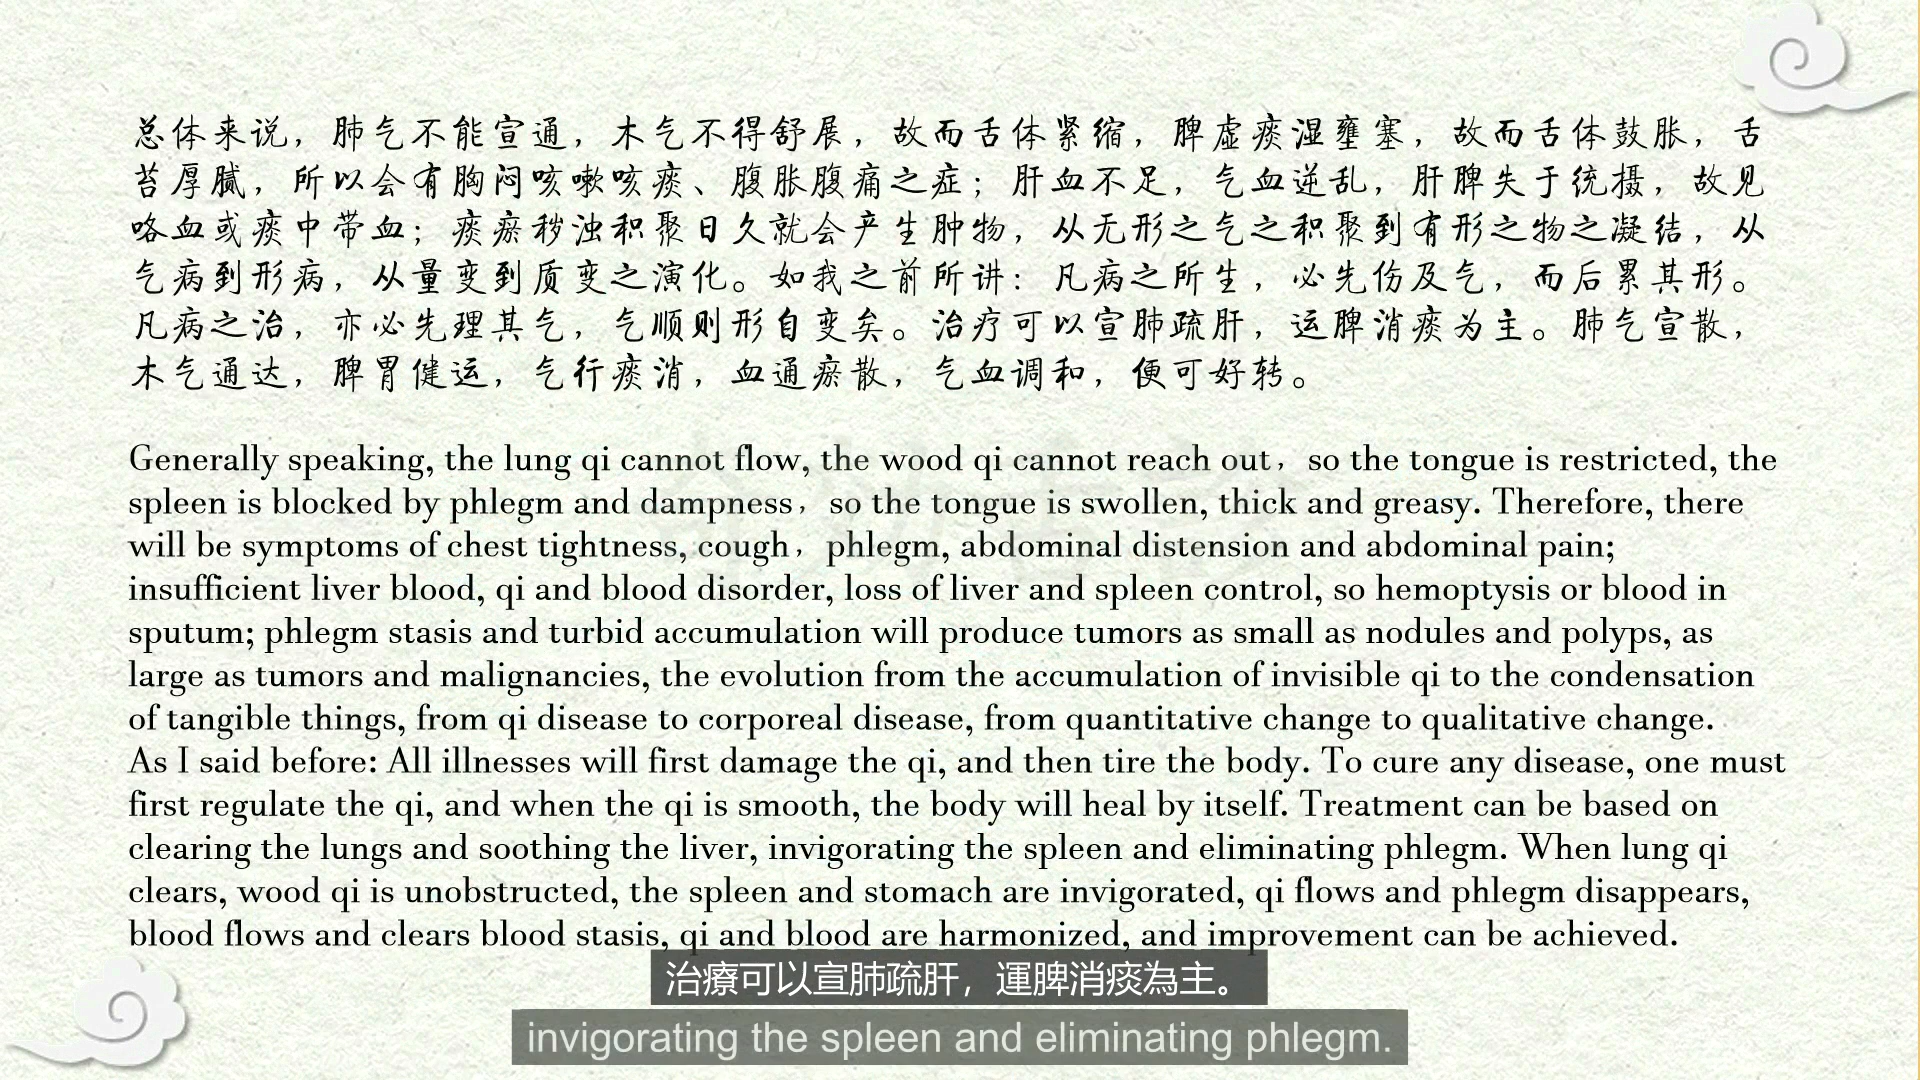 总体来说，肺气不能宣通，木气不得舒展，故而舌体紧缩，脾虚痰湿壅塞，故而舌体鼓胀，舌
苔厚腻，所以会有胸闷咳嗽咳痰、腹胀腹痛之症；肝血不足，气血逆乱，肝脾失于统摄，故见
咯血或痰中带血；痰瘀秽浊积聚日久就会产生肿物，从无形之气之积聚到有形之物之凝结，从
气病到形病，从量变到质变之演化。如我之前所讲：凡病之所生，必先伤及气，而后累其形。
凡病之治，亦必先理其气，气顺则形自变矣。治疗可以宣肺疏肝，运脾消痰为主。肺气宣散，
木气通达，脾胃健运，气行痰消，血通瘀散，气血调和，便可好转。
Generally speaking, the lung qi cannot flow, the wood qi cannot reach out，so the tongue is restricted, the
spleen is blocked by phlegm and dampness，so the tongue is swollen, thick and greasy. Therefore, there
will be symptoms of chest tightness, cough，phlegm, abdominal distension and abdominal pain;
insufficient liver blood, qi and blood disorder, loss of liver and spleen control, so hemoptysis or blood in
sputum; phlegm stasis and turbid accumulation will produce tumors as small as nodules and polyps, as
large as tumors and malignancies, the evolution from the accumulation of invisible qi to the condensation
of tangible things, from qi disease to corporeal disease, from quantitative change to qualitative change.
As I said before: All illnesses will first damage the qi, and then tire the body. To cure any disease, one must
first regulate the qi, and when the qi is smooth, the body will heal by itself. Treatment can be based on
clearing the lungs and soothing the liver, invigorating the spleen and eliminating phlegm. When lung qi
clears, wood qi is unobstructed, the spleen and stomach are invigorated, qi flows and phlegm disappears,
blood flows and clears blood stasis, qi and blood are harmonized, and improvement can be achieved.
治療可以宣肺疏肝，運脾消痰為主。
invigorating the spleen and eliminating phlegm.